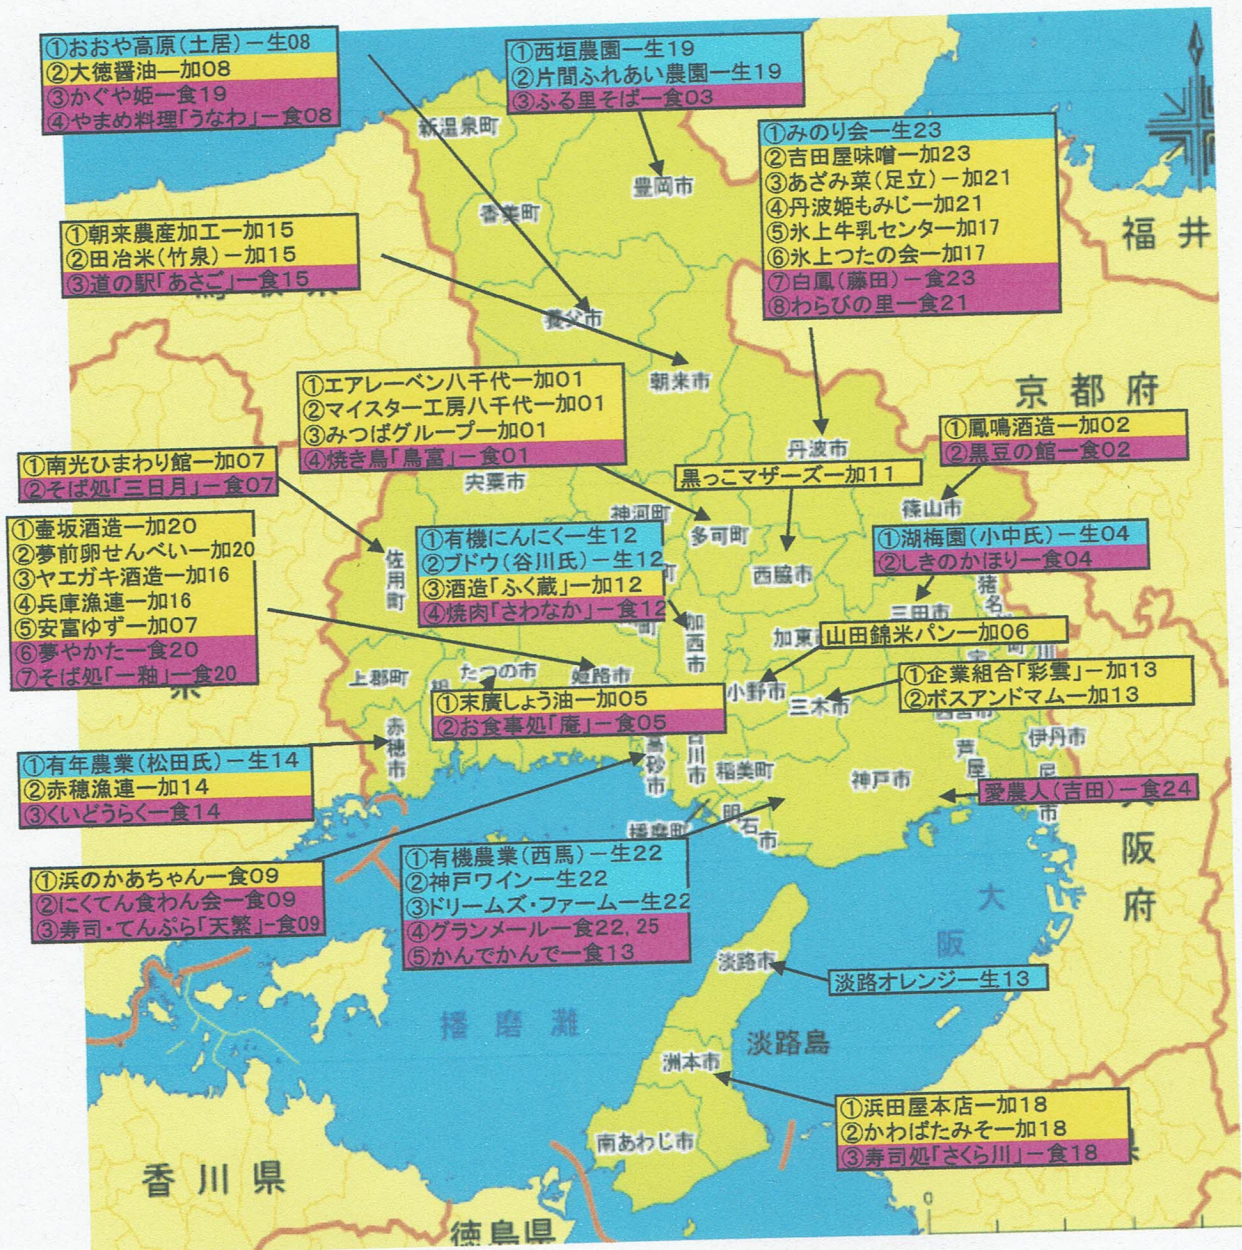 ①おおや高原(土居)ー生08
②大徳醤油―加08
③かぐや姫ー食19
④やまめ料理「うなわ」ー食08
①西垣農園ー生19
②片間ふれあい農園ー生19
③ふる里そばー食03
①みのり会ー生23
②吉田屋味噌ー加23
③あざみ菜(足立)ー加21
④丹波姫もみじー加21
⑤氷上牛乳センター加17
⑥氷上つたの会ー加17
⑦白鳳(藤田)ー食23
⑧わらびの里ー食21
新温泉町
豊岡市
香美町
福井
①朝来農産加工ー加15
②田治米(竹泉)ー加15
③道の駅「あさご」ー食15
養父市
朝来市
京都府
①エアレーベン八千代ー加01
②マイスター工房八千代ー加01
③みつばグループー加01
④焼き鳥「鳥富」ー食01
丹波市
①鳳鳴酒造ー加02
②黒豆の館ー食02
①南光ひまわり館ー加07
②そば処「三日月」ー食07
宍粟市
黒っこマザーズー加11
神河町
多可町
篠山市
①壷坂酒造ー加20
②夢前卵せんべいー加20
③ヤエガキ酒造ー加16
④兵庫漁連ー加16
⑤安富ゆずー加07
⑥夢やかたー食20
⑦そば処「一釉」ー食20
佐用町
①有機にんにくー生12
②ブドウ(谷川氏)ー生12
③酒造「ふく蔵」ー加12
④焼肉「さわなか」ー食12
西脇市
①湖梅園(小中氏)ー生04
②しきのかほりー食04
三田市
猪名
町
加西市
加東
山田錦米パンー加06
上郡町
たつの市
姫路市
小野市
三木市
①企業組合「彩雲」ー加13
②ボスアンドマムー加13
①末廣しょう油ー加05
②お食事処「庵」ー食05
赤穂市
高砂市
西宮市
伊丹市
芦屋
①有年農業(松田氏)ー生14
②赤穂漁連ー加14
③くいどうらくー食14
稲美町
神戸市
愛農人(吉田)ー食24
播磨町
明石市
大阪府
①浜のかあちゃんー食09
②にくてん食わん会ー食09
③寿司・てんぷら「天繁」ー食09
①有機農業(西馬)ー生22
②神戸ワインー生22
③ドリームズ・ファームー生22
④グランメールー食22, 25
⑤かんでかんでー食13
大阪
淡路市
淡路オレンジー生13
播磨灘
淡路島
洲本市
①浜田屋本店ー加18
②かわばたみそー加18
③寿司処「さくら川」ー食18
南あわじ市
香川県
徳島県
0